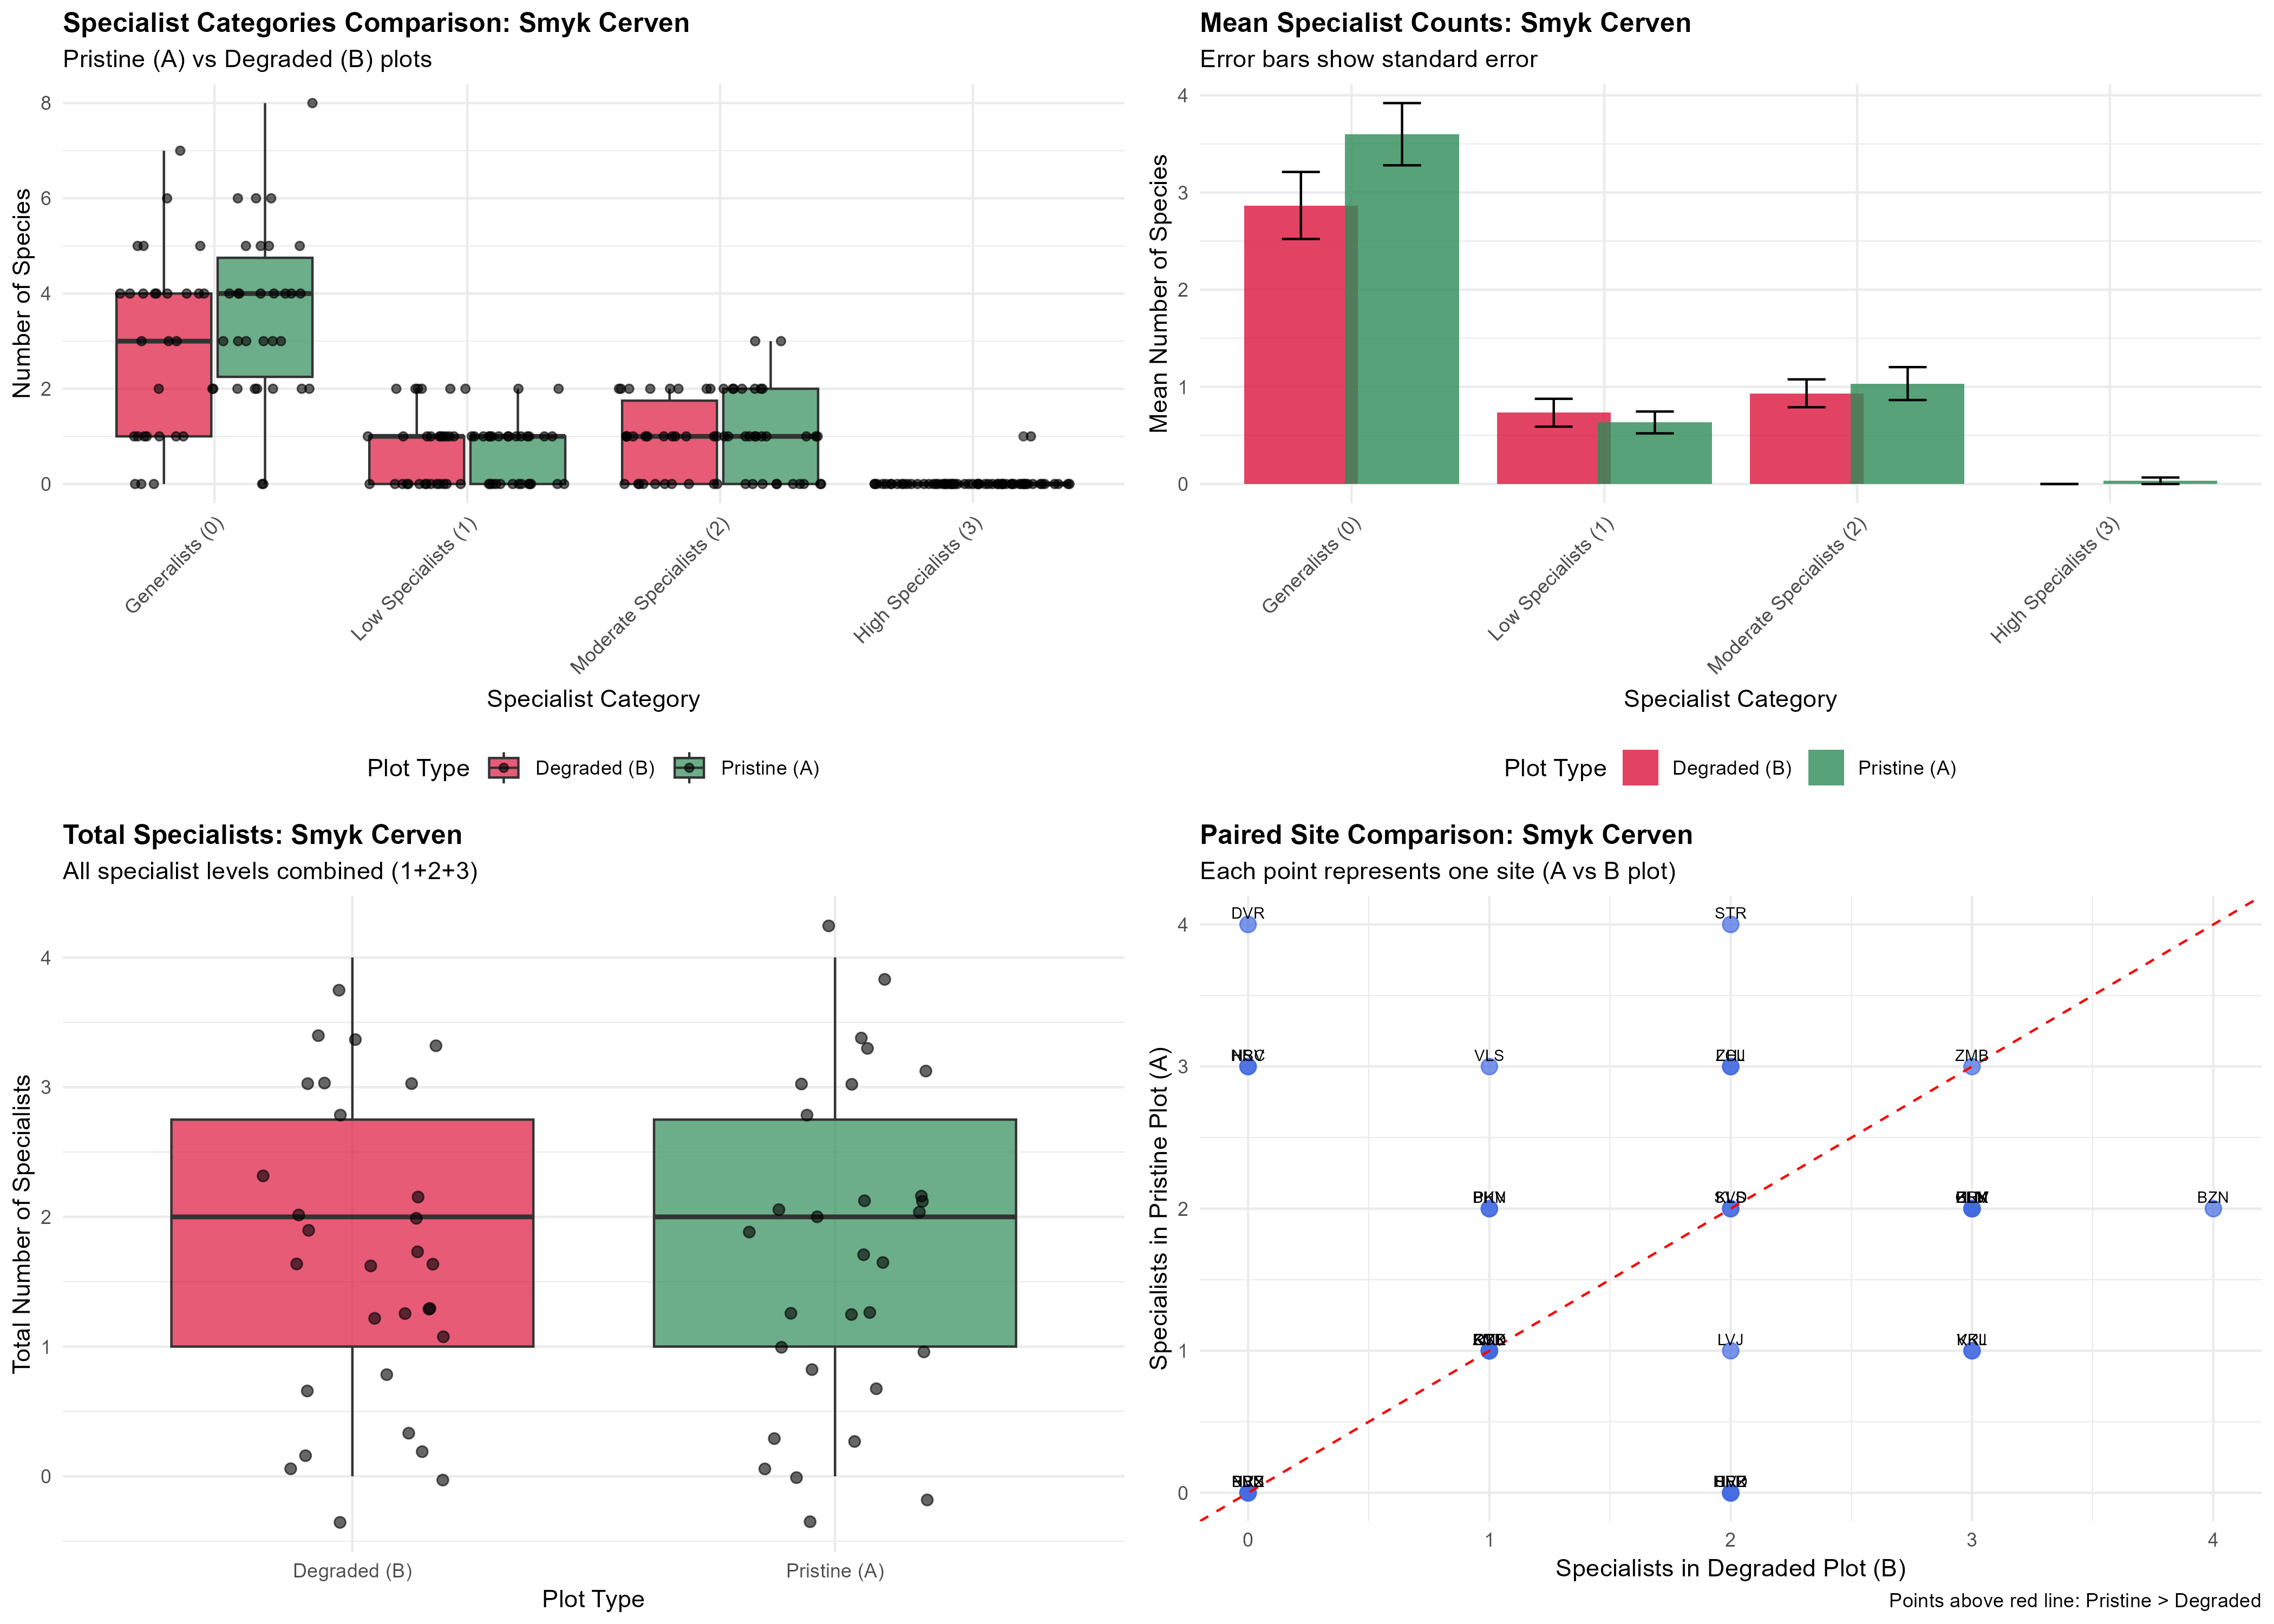 Specialist Categories Comparison: Smyk Cerven
Pristine (A) vs Degraded (B) plots
Number of Species
8
6
4
2
0
Generalists (0)
Low Specialists (1)
Moderate Specialists (2)
High Specialists (3)
Specialist Category
Plot Type
Degraded (B)
Pristine (A)
Mean Specialist Counts: Smyk Cerven
Error bars show standard error
Mean Number of Species
4
3
2
1
0
Generalists (0)
Low Specialists (1)
Moderate Specialists (2)
High Specialists (3)
Specialist Category
Plot Type
Degraded (B)
Pristine (A)
Total Specialists: Smyk Cerven
All specialist levels combined (1+2+3)
Total Number of Specialists
4
3
2
1
0
Degraded (B)
Pristine (A)
Plot Type
Paired Site Comparison: Smyk Cerven
Each point represents one site (A vs B plot)
Specialists in Pristine Plot (A)
4
3
2
1
0
DVR
STR
VLS
ZMB
BZN
LVJ
0
1
2
3
4
Specialists in Degraded Plot (B)
Points above red line: Pristine > Degraded